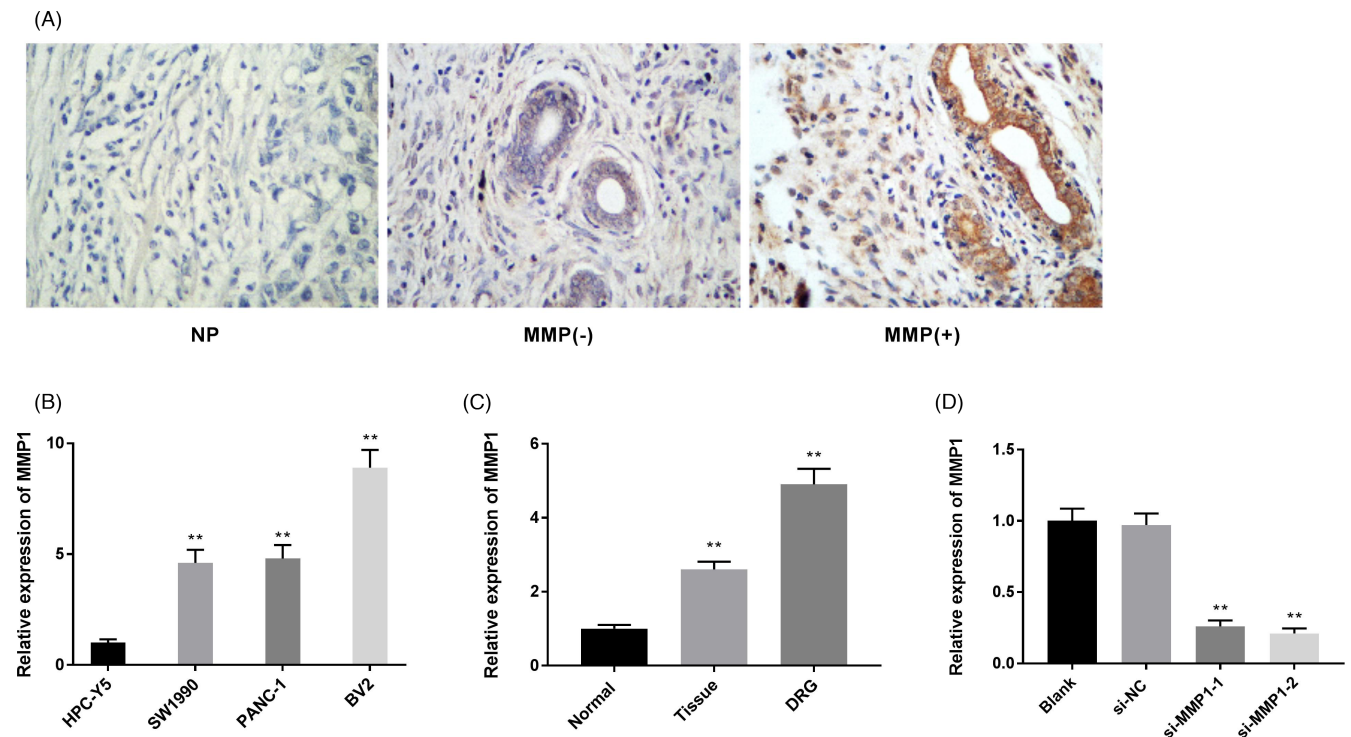 (A)
NP
MMP(-)
MMP(+)
(B)
Relative expression of MMP1
10
5
0
**
**
**
HPC-Y5
SW1990
PANC-1
BV2
(C)
Relative expression of MMP1
6
4
2
0
**
**
Normal
Tissue
DRG
(D)
Relative expression of MMP1
1.5
1.0
0.5
0.0
**
**
Blank
si-NC
si-MMP1-1
si-MMP1-2